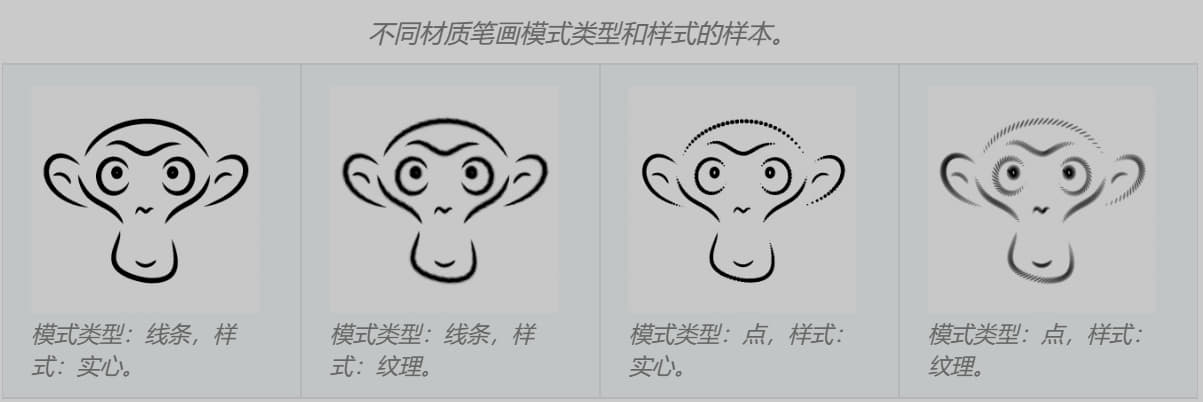 不同材质笔画模式类型和样式的样本。
模式类型：线条，样
式：实心。
模式类型：线条，样
式：纹理。
模式类型：点，样式：
实心。
模式类型：点，样式：
纹理。